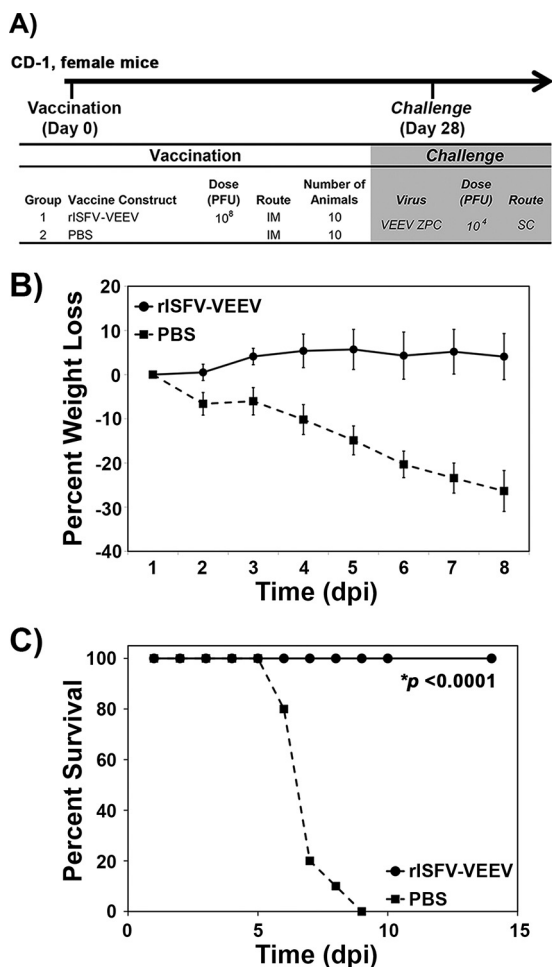 A)
CD-1, female mice
Vaccination Challenge
(Day 0) (Day 28)
Vaccination Challenge
Group Vaccine Construct Dose (PFU) Route Number of Animals Virus Dose (PFU) Route
1 rISFV-VEEV 10⁸ IM 10 VEEV ZPC 10⁴ SC
2 PBS IM 10
B)
rISFV-VEEV
PBS
Percent Weight Loss
20
10
0
-10
-20
-30
-40
1 2 3 4 5 6 7 8
Time (dpi)
C)
Percent Survival
100
80
60
40
20
0
*p <0.0001
rISFV-VEEV
PBS
0 5 10 15
Time (dpi)